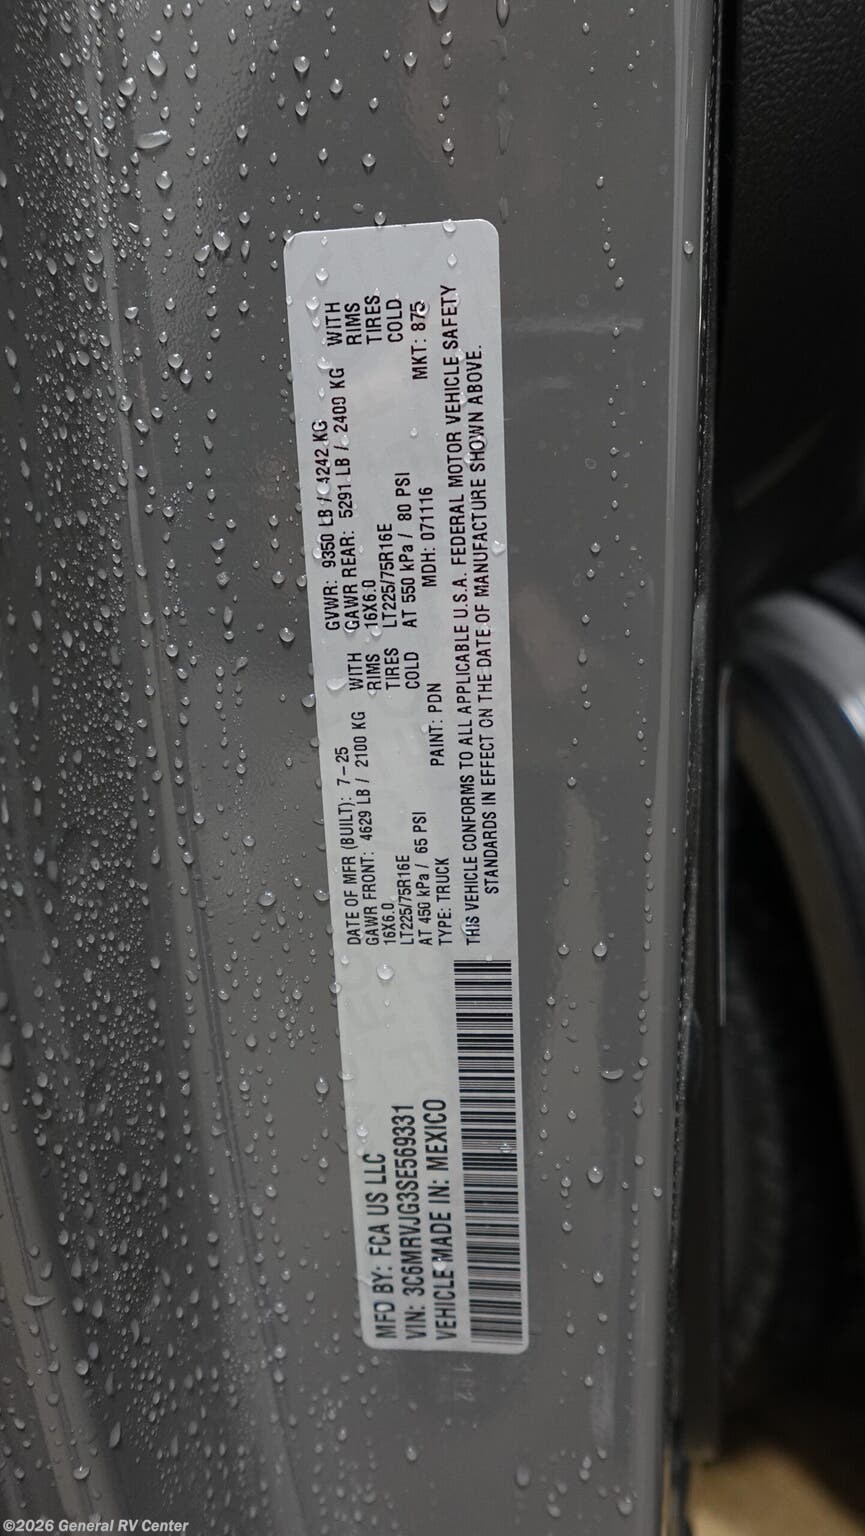 MFD BY: FCA US LLC
VIN: 3C6MRVJG3SE569331
VEHICLE MADE IN: MEXICO
DATE OF MFR (BUILT): 7-25
GVWR: 9350 LB / 4242 KG
GAWR FRONT: 4629 LB / 2100 KG WITH
GAWR REAR: 5291 LB / 2400 KG WITH
16X6.0 RIMS
16X6.0 RIMS
LT225/75R16E TIRES
LT225/75R16E TIRES
AT 450 kPa / 65 PSI COLD
AT 550 kPa / 80 PSI COLD
TYPE: TRUCK PAINT: PDN MDH: 071116 MKT: 875
THIS VEHICLE CONFORMS TO ALL APPLICABLE U.S.A. FEDERAL MOTOR VEHICLE SAFETY
STANDARDS IN EFFECT ON THE DATE OF MANUFACTURE SHOWN ABOVE.
©2026 General RV Center